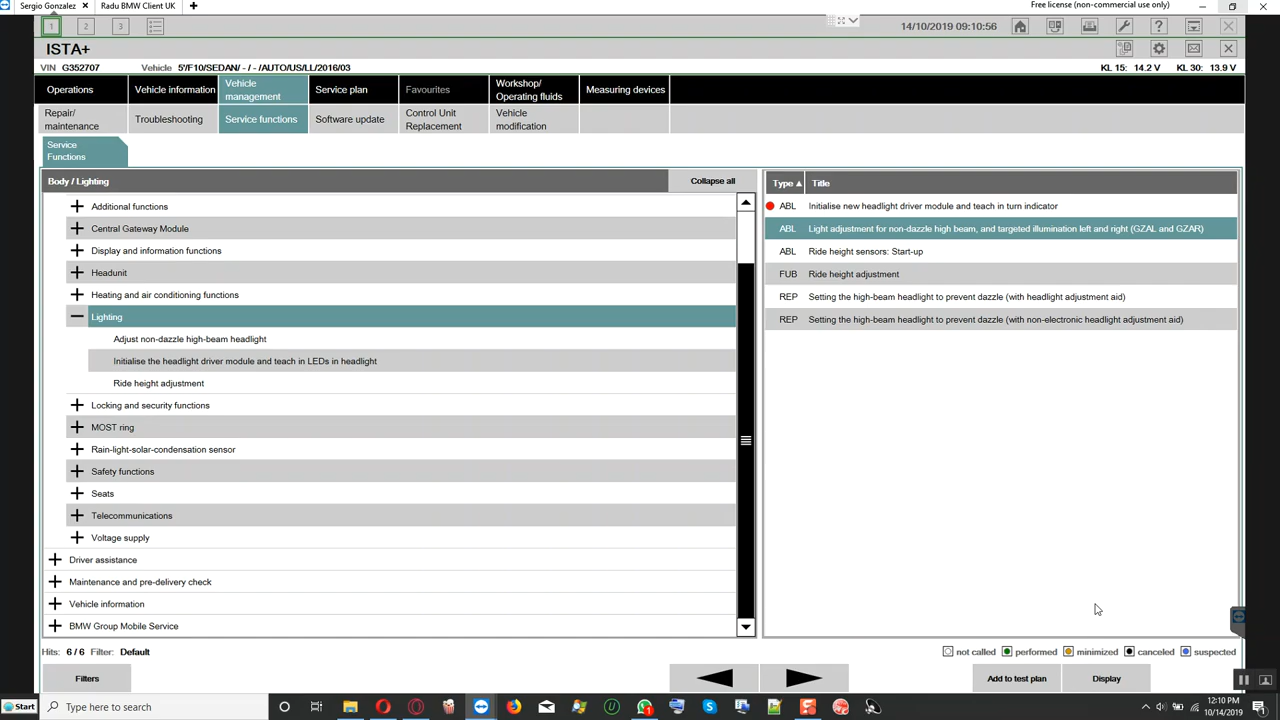 Sergio Gonzalez × Radu BMW Client UK + Free license (non-commercial use only)
1 2 3 14/10/2019 09:10:56
ISTA+
VIN G352707 Vehicle 5'/F10/SEDAN/ - / - /AUTO/US/LL/2016/03 KL 15: 14.2 V KL 30: 13.9 V
Operations Vehicle information Vehicle management Service plan Favourites Workshop/ Operating fluids Measuring devices
Repair/ maintenance Troubleshooting Service functions Software update Control Unit Replacement Vehicle modification
Service
Functions
Body / Lighting Collapse all
Additional functions
Central Gateway Module
Display and information functions
Headunit
Heating and air conditioning functions
Lighting
Adjust non-dazzle high-beam headlight
Initialise the headlight driver module and teach in LEDs in headlight
Ride height adjustment
Locking and security functions
MOST ring
Rain-light-solar-condensation sensor
Safety functions
Seats
Telecommunications
Voltage supply
Driver assistance
Maintenance and pre-delivery check
Vehicle information
BMW Group Mobile Service
Type Title
ABL Initialise new headlight driver module and teach in turn indicator
ABL Light adjustment for non-dazzle high beam, and targeted illumination left and right (GZAL and GZAR)
ABL Ride height sensors: Start-up
FUB Ride height adjustment
REP Setting the high-beam headlight to prevent dazzle (with headlight adjustment aid)
REP Setting the high-beam headlight to prevent dazzle (with non-electronic headlight adjustment aid)
Hits: 6 / 6 Filter: Default not called performed minimized canceled suspected
Filters Add to test plan Display
Start Type here to search 12:10 PM
10/14/2019